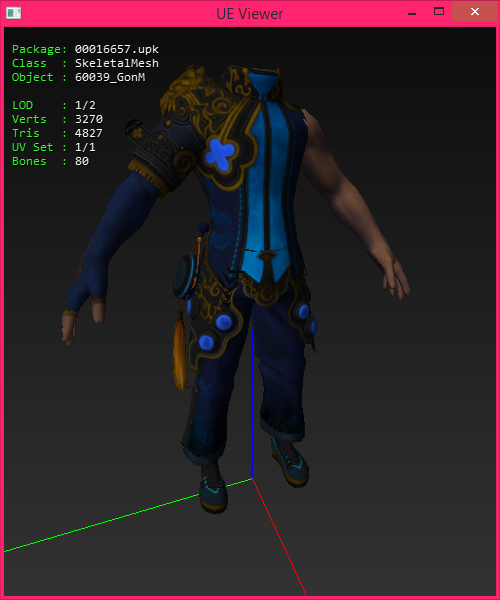 UE Viewer
Package: 00016657.upk
Class : SkeletalMesh
Object : 60039_GonM
LOD : 1/2
Verts : 3270
Tris : 4827
UV Set : 1/1
Bones : 80